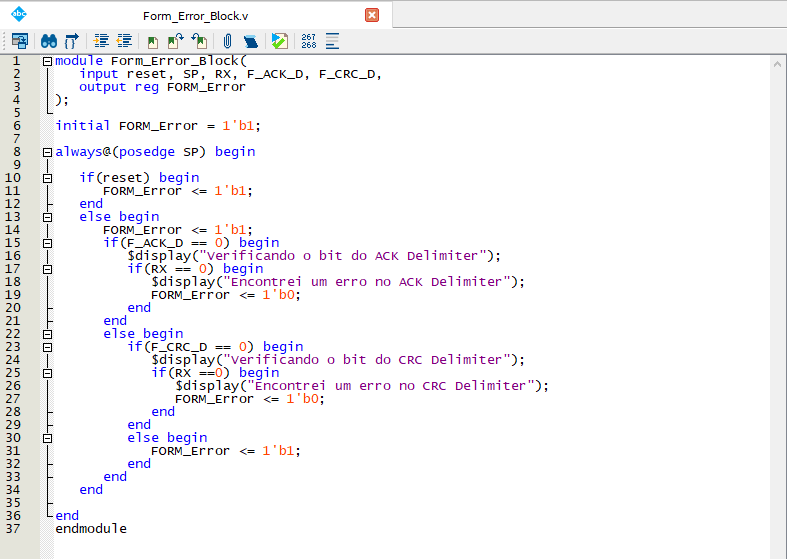 abc
Form_Error_Block.v
267
268
1 module Form_Error_Block(
2    input reset, SP, RX, F_ACK_D, F_CRC_D,
3    output reg FORM_Error
4 );
5
6 initial FORM_Error = 1'b1;
7
8 always@(posedge SP) begin
9
10    if(reset) begin
11       FORM_Error <= 1'b1;
12    end
13    else begin
14       FORM_Error <= 1'b1;
15       if(F_ACK_D == 0) begin
16          $display("Verificando o bit do ACK Delimiter");
17          if(RX == 0) begin
18             $display("Encontrei um erro no ACK Delimiter");
19             FORM_Error <= 1'b0;
20          end
21       end
22       else begin
23          if(F_CRC_D == 0) begin
24             $display("Verificando o bit do CRC Delimiter");
25             if(RX ==0) begin
26                $display("Encontrei um erro no CRC Delimiter");
27                FORM_Error <= 1'b0;
28             end
29          end
30          else begin
31             FORM_Error <= 1'b1;
32          end
33       end
34    end
35
36 end
37 endmodule